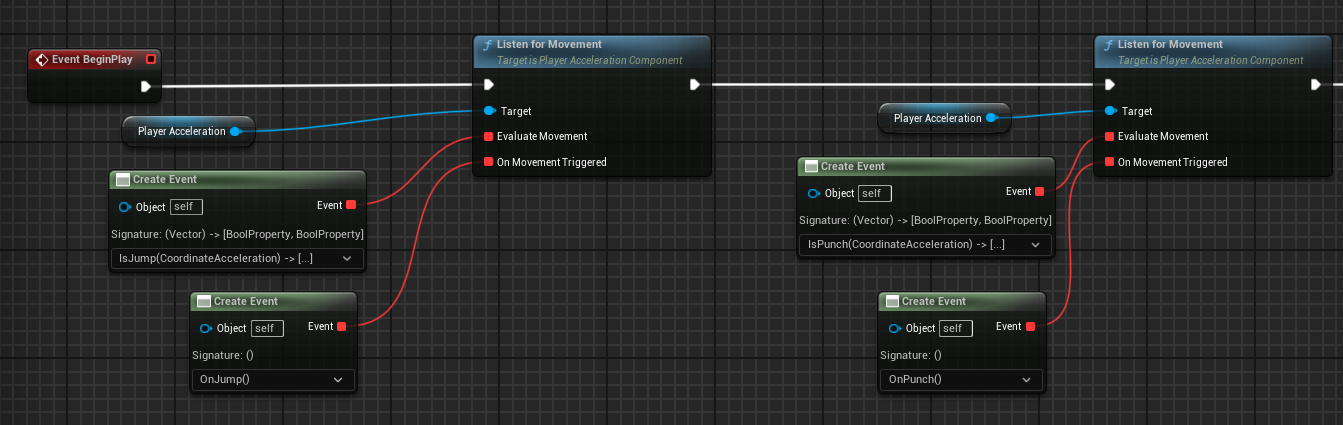 Event BeginPlay
Player Acceleration
Listen for Movement
Target is Player Acceleration Component
Target
Evaluate Movement
On Movement Triggered
Create Event
Object self
Event
Signature: (Vector) -> [BoolProperty, BoolProperty]
IsJump(CoordinateAcceleration) -> [...]
Create Event
Object self
Event
Signature: ()
OnJump()
Listen for Movement
Target is Player Acceleration Component
Target
Evaluate Movement
On Movement Triggered
Player Acceleration
Create Event
Object self
Event
Signature: (Vector) -> [BoolProperty, BoolProperty]
IsPunch(CoordinateAcceleration) -> [...]
Create Event
Object self
Event
Signature: ()
OnPunch()